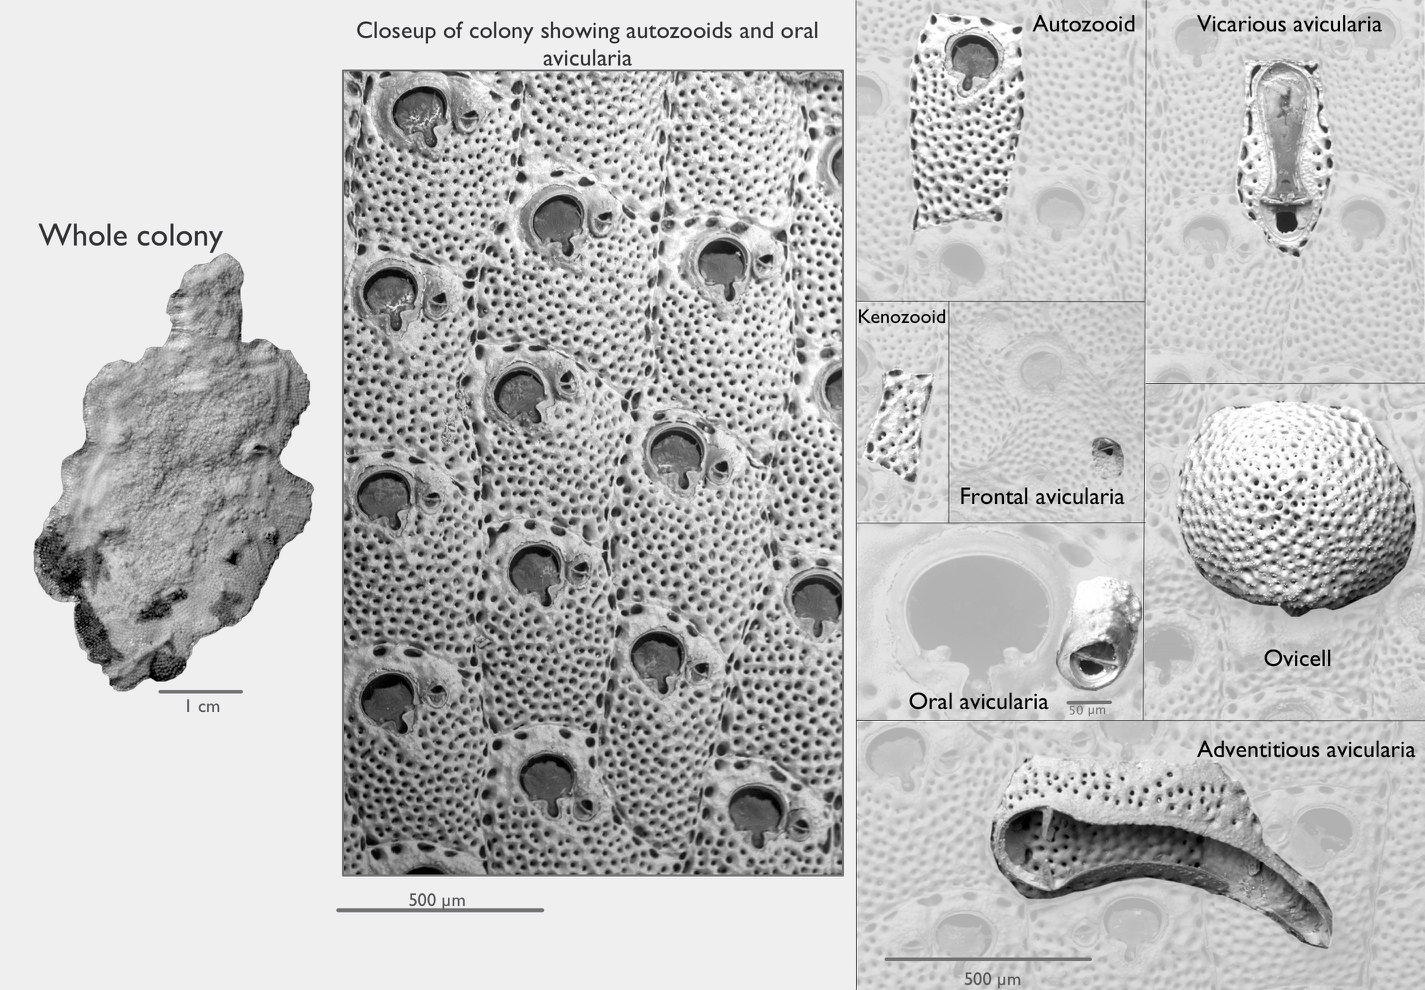 Closeup of colony showing autozooids and oral
avicularia
Whole colony
1 cm
500 µm
Autozooid
Vicarious avicularia
Kenozooid
Frontal avicularia
Oral avicularia
50 µm
Ovicell
Adventitious avicularia
500 µm